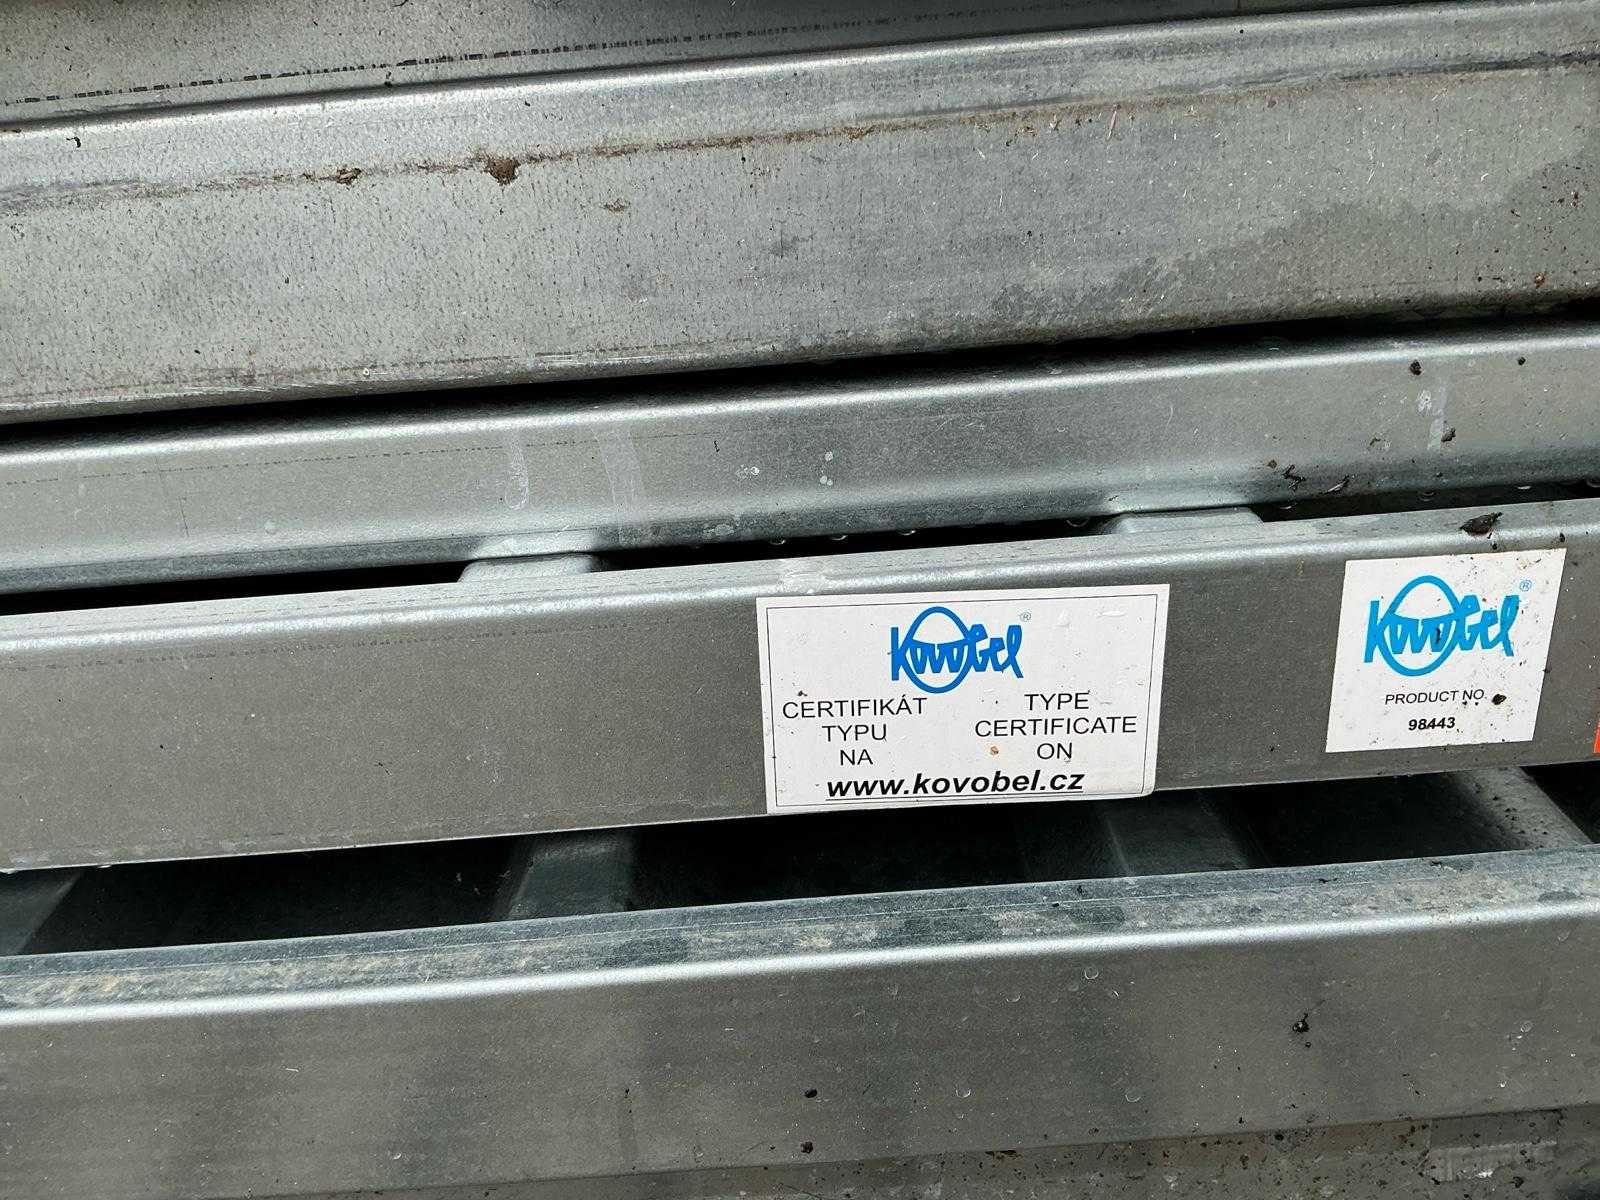 Kovobel®
CERTIFIKÁT
TYPU
NA
TYPE
CERTIFICATE
ON
www.kovobel.cz
Kovobel®
PRODUCT NO.
98443